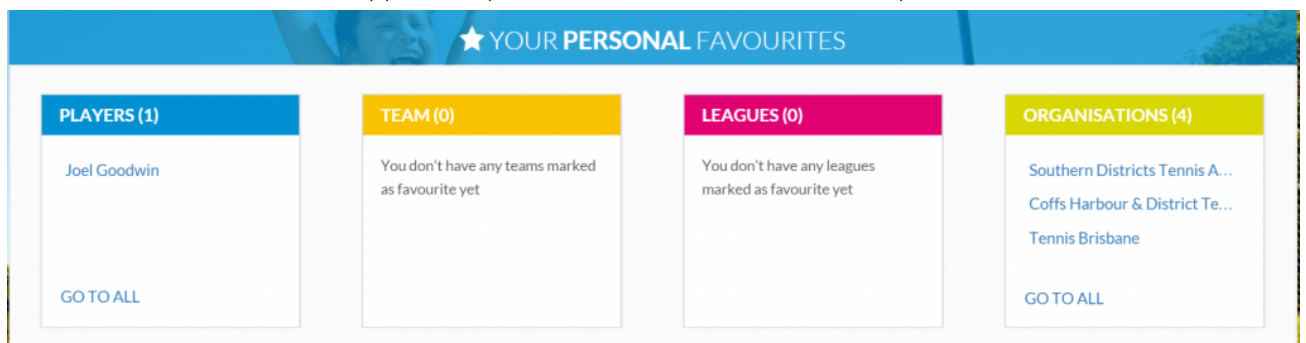 YOUR PERSONAL FAVOURITES
PLAYERS (1)
Joel Goodwin
GO TO ALL
TEAM (0)
You don't have any teams marked
as favourite yet
LEAGUES (0)
You don't have any leagues
marked as favourite yet
ORGANISATIONS (4)
Southern Districts Tennis A...
Coffs Harbour & District Te...
Tennis Brisbane
GO TO ALL